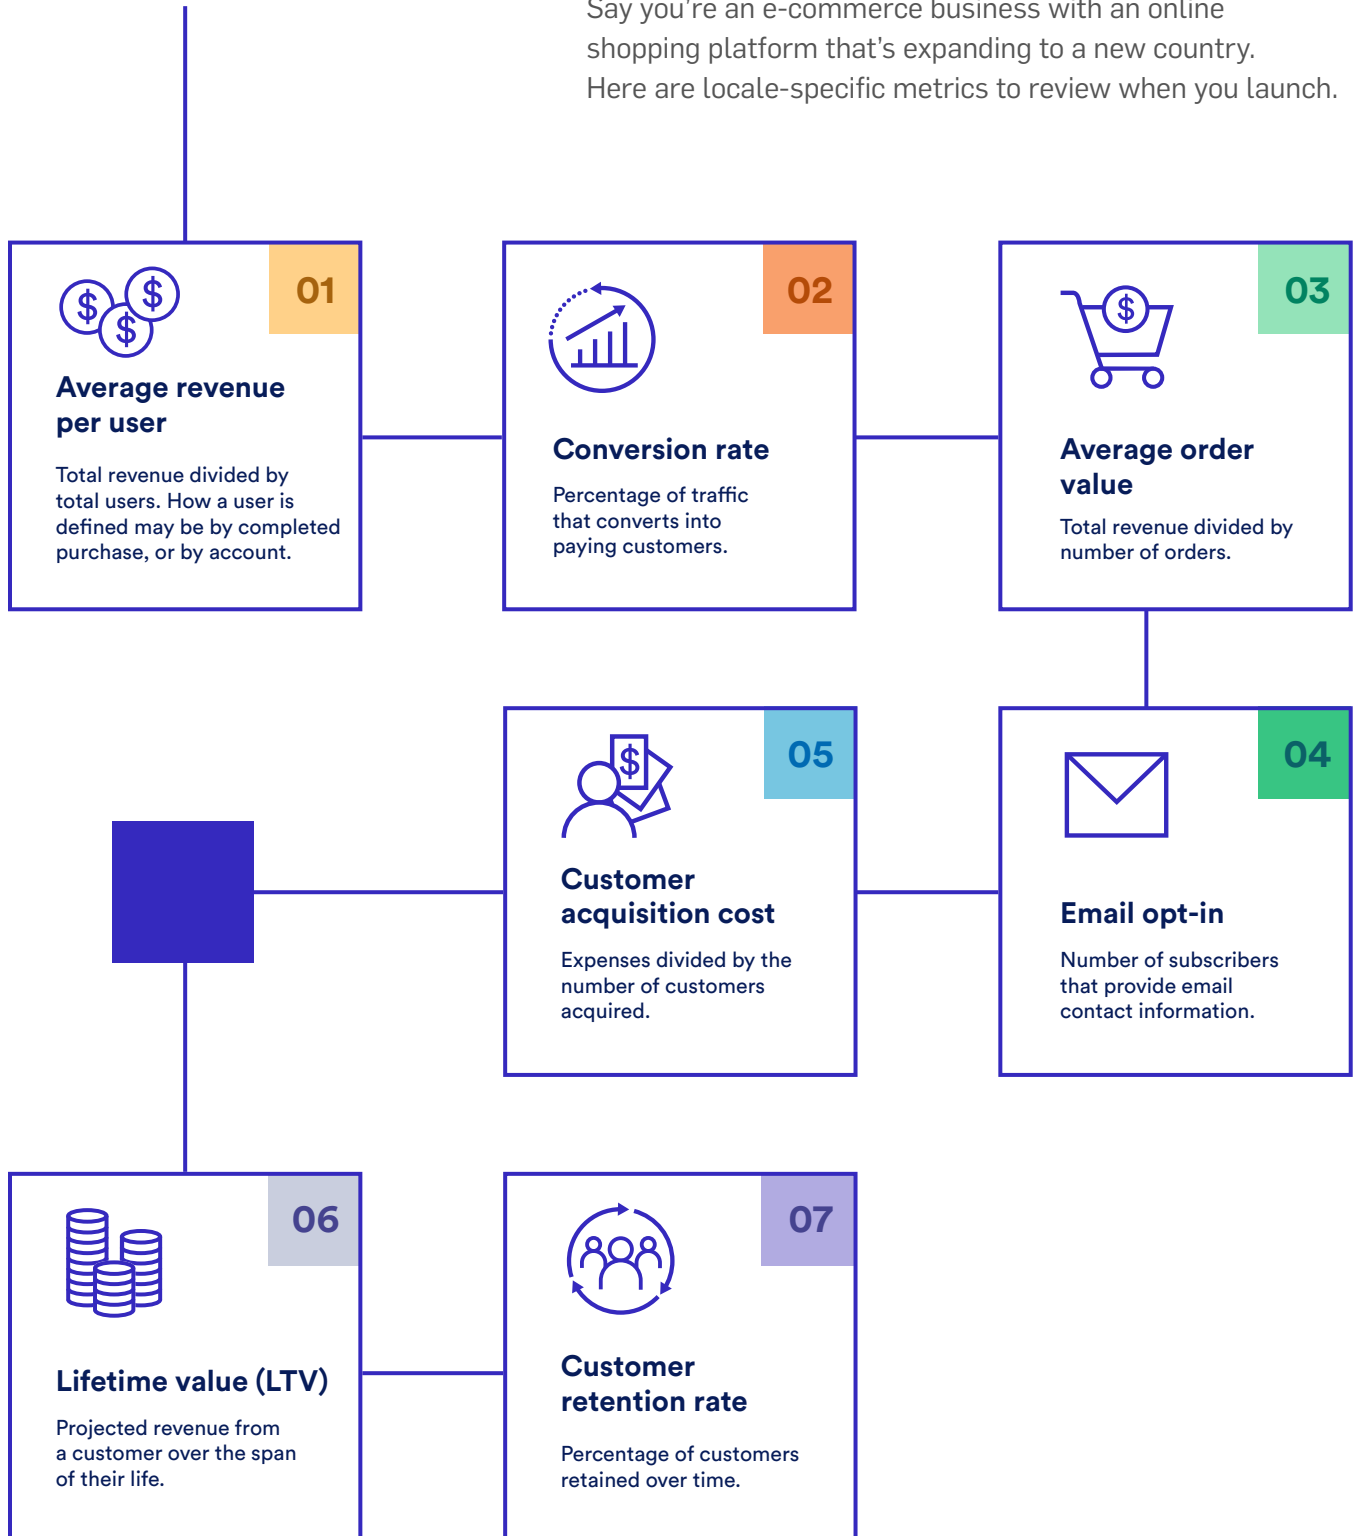 Say you're an e-commerce business with an online
shopping platform that's expanding to a new country.
Here are locale-specific metrics to review when you launch.
01
Average revenue
per user
Total revenue divided by
total users. How a user is
defined may be by completed
purchase, or by account.
02
Conversion rate
Percentage of traffic
that converts into
paying customers.
03
Average order
value
Total revenue divided by
number of orders.
04
Email opt-in
Number of subscribers
that provide email
contact information.
05
Customer
acquisition cost
Expenses divided by the
number of customers
acquired.
06
Lifetime value (LTV)
Projected revenue from
a customer over the span
of their life.
07
Customer
retention rate
Percentage of customers
retained over time.